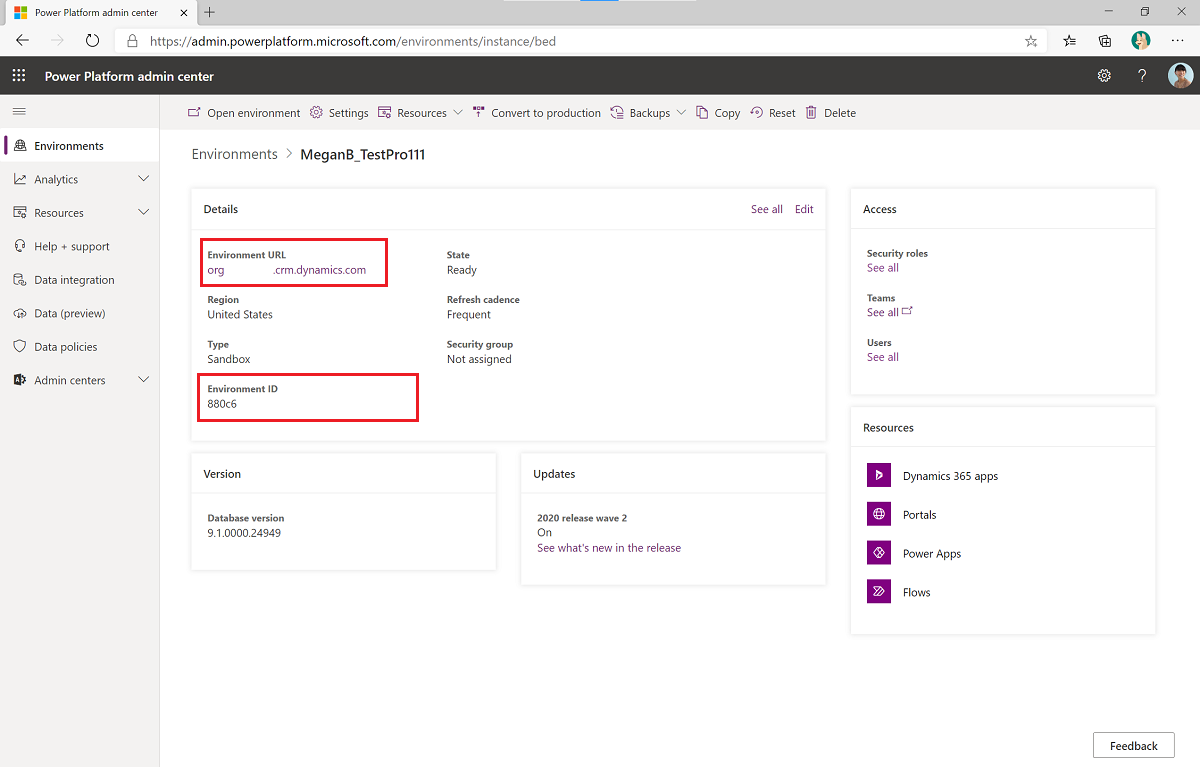 Power Platform admin center
https://admin.powerplatform.microsoft.com/environments/instance/bed
Power Platform admin center
Open environment Settings Resources Convert to production Backups Copy Reset Delete
Environments
Analytics
Resources
Help + support
Data integration
Data (preview)
Data policies
Admin centers
Environments > MeganB_TestPro111
Details See all Edit
Environment URL
org .crm.dynamics.com
State
Ready
Region
United States
Refresh cadence
Frequent
Type
Sandbox
Security group
Not assigned
Environment ID
880c6
Version
Database version
9.1.0000.24949
Updates
2020 release wave 2
On
See what's new in the release
Access
Security roles
See all
Teams
See all
Users
See all
Resources
Dynamics 365 apps
Portals
Power Apps
Flows
Feedback